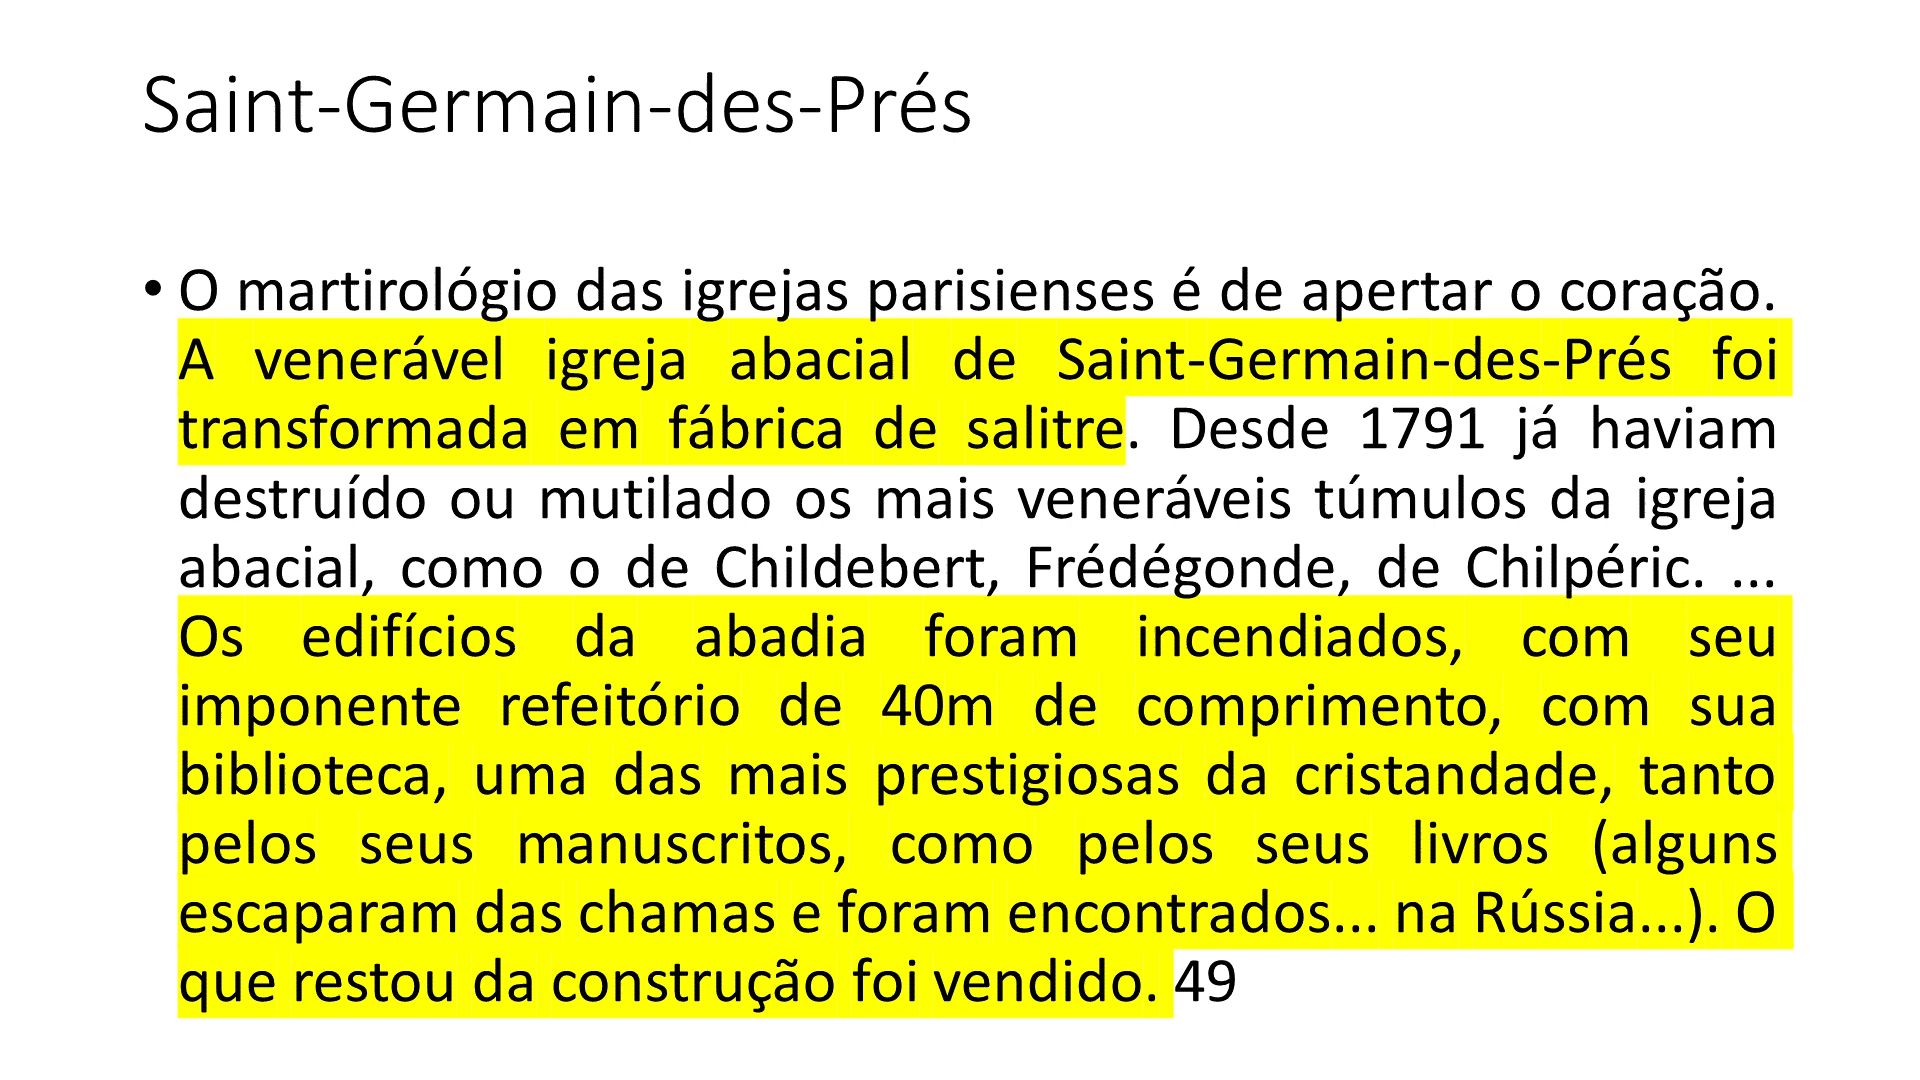 Saint-Germain-des-Prés
• O martirológio das igrejas parisienses é de apertar o coração.
A venerável igreja abacial de Saint-Germain-des-Prés foi
transformada em fábrica de salitre. Desde 1791 já haviam
destruído ou mutilado os mais veneráveis túmulos da igreja
abacial, como o de Childebert, Frédégonde, de Chilpéric. ...
Os edifícios da abadia foram incendiados, com seu
imponente refeitório de 40m de comprimento, com sua
biblioteca, uma das mais prestigiosas da cristandade, tanto
pelos seus manuscritos, como pelos seus livros (alguns
escaparam das chamas e foram encontrados... na Rússia...). O
que restou da construção foi vendido. 49